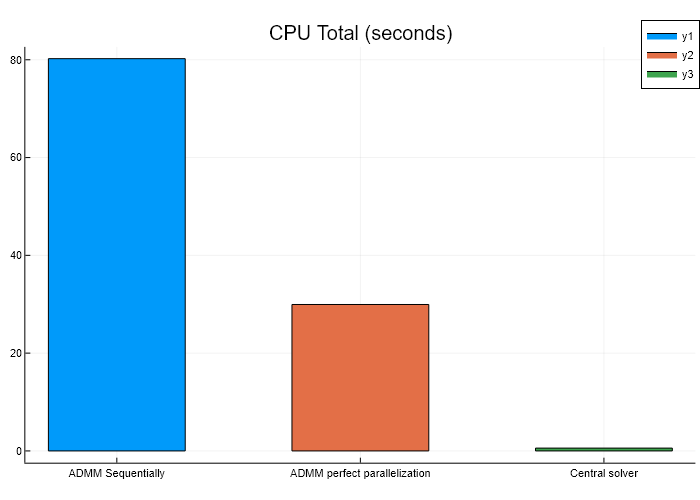 CPU Total (seconds)
y1
y2
y3
80
60
40
20
0
ADMM Sequentially
ADMM perfect parallelization
Central solver